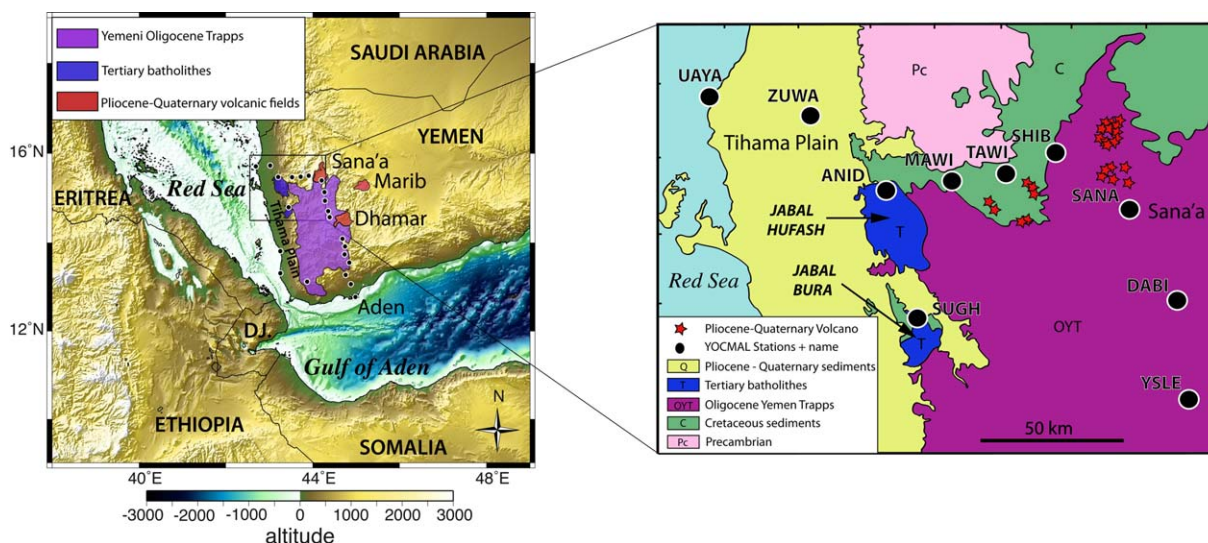 Yemeni Oligocene Trapps
Tertiary batholithes
Pliocene-Quaternary volcanic fields
SAUDI ARABIA
YEMEN
16˚N
Sana'a
Marib
Red Sea
ERITREA
Dhamar
Tihama Plain
Aden
12˚N
DJ.
Gulf of Aden
N
ETHIOPIA
SOMALIA
40˚E
44˚E
48˚E
-3000 -2000 -1000 0 1000 2000 3000
altitude
Pc
C
UAYA
ZUWA
Tihama Plain
SHIB
TAWI
MAWI
ANID
SANA
Sana'a
JABAL
HUFASH
T
JABAL
BURA
Red Sea
DABI
SUGH
T
OYT
YSLE
50 km
Pliocene-Quaternary Volcano
YOCMAL Stations + name
Q Pliocene - Quaternary sediments
T Tertiary batholithes
OYT Oligocene Yemen Trapps
C Cretaceous sediments
Pc Precambrian